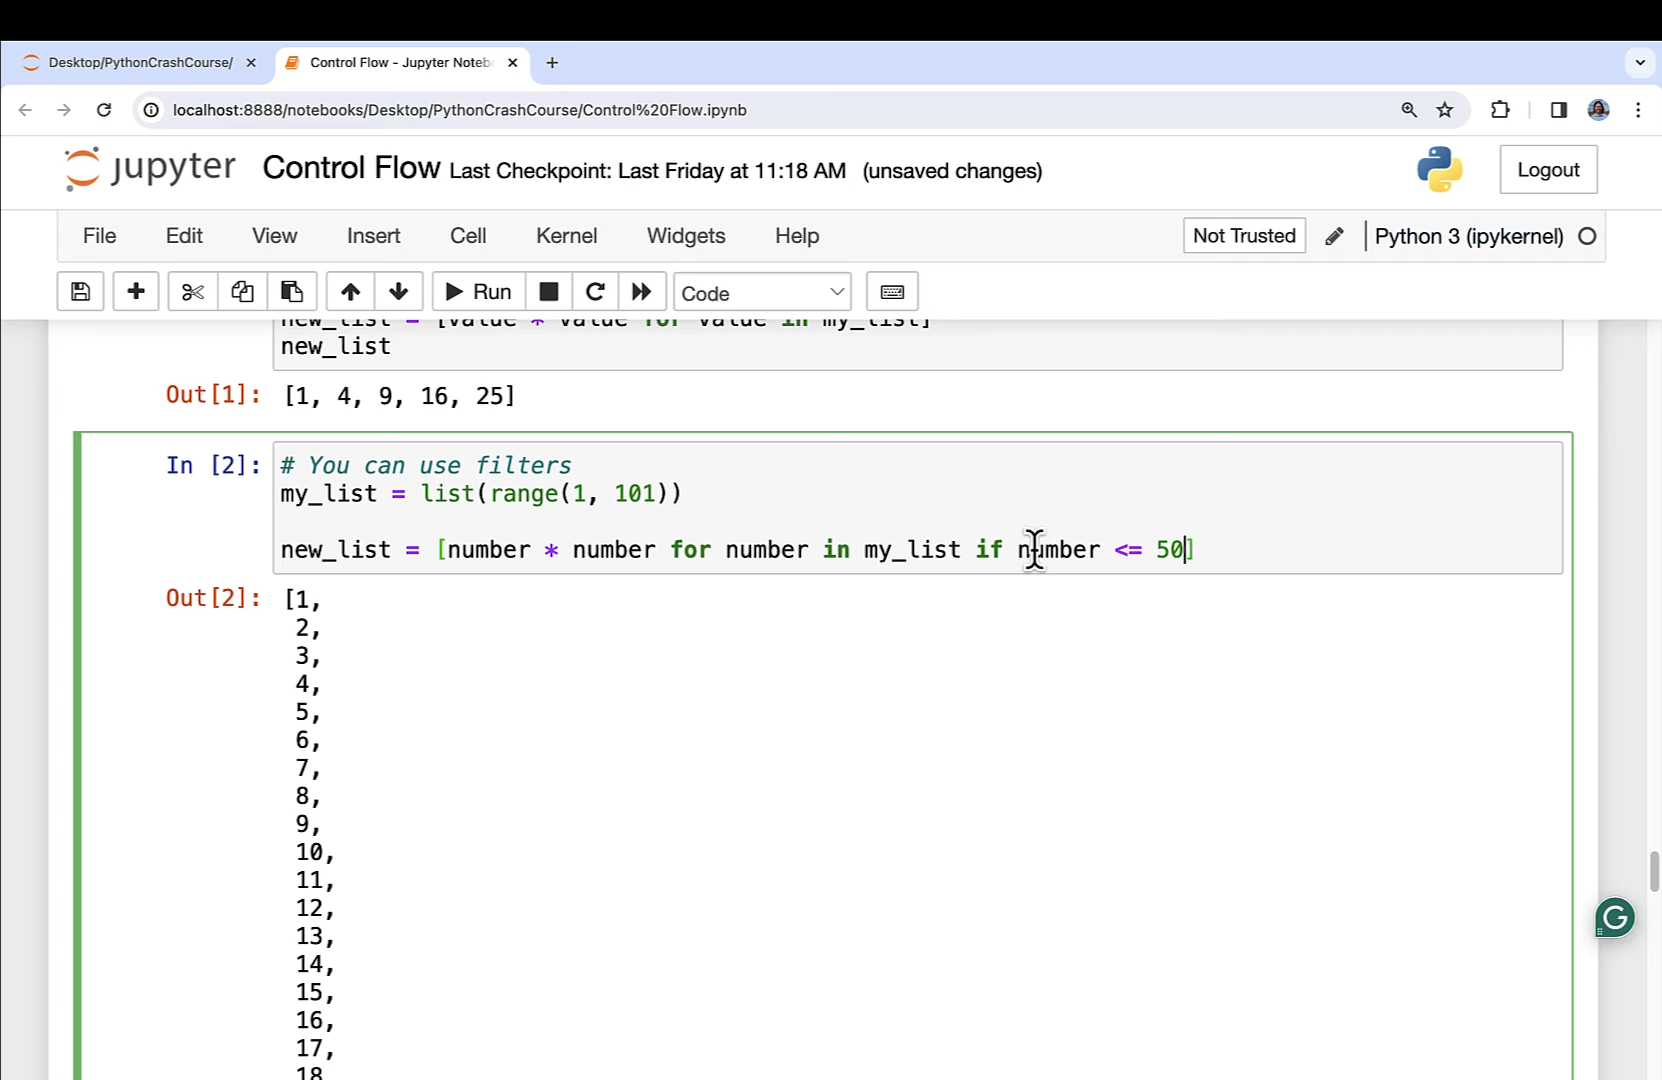 Desktop/PythonCrashCourse/
Control Flow - Jupyter Noteb
localhost:8888/notebooks/Desktop/PythonCrashCourse/Control%20Flow.ipynb
jupyter Control Flow Last Checkpoint: Last Friday at 11:18 AM (unsaved changes)
Logout
File Edit View Insert Cell Kernel Widgets Help
Not Trusted
Python 3 (ipykernel)
Run
Code
new_list = [value * value for value in my_list]
new_list
Out[1]: [1, 4, 9, 16, 25]
In [2]: # You can use filters
my_list = list(range(1, 101))
new_list = [number * number for number in my_list if number <= 50]
Out[2]: [1,
2,
3,
4,
5,
6,
7,
8,
9,
10,
11,
12,
13,
14,
15,
16,
17,
18